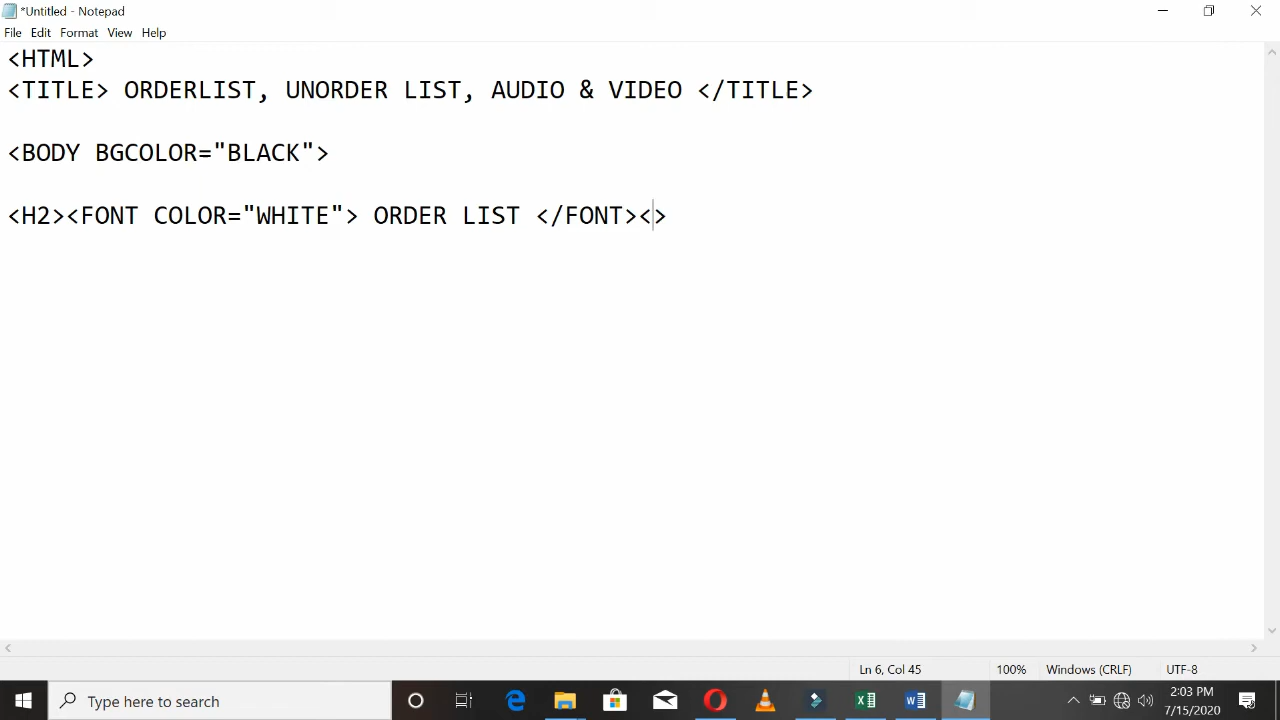 *Untitled - Notepad
File Edit Format View Help
<HTML>
<TITLE> ORDERLIST, UNORDER LIST, AUDIO & VIDEO </TITLE>
<BODY BGCOLOR="BLACK">
<H2><FONT COLOR="WHITE"> ORDER LIST </FONT><>
Ln 6, Col 45 100% Windows (CRLF) UTF-8
Type here to search
2:03 PM
7/15/2020